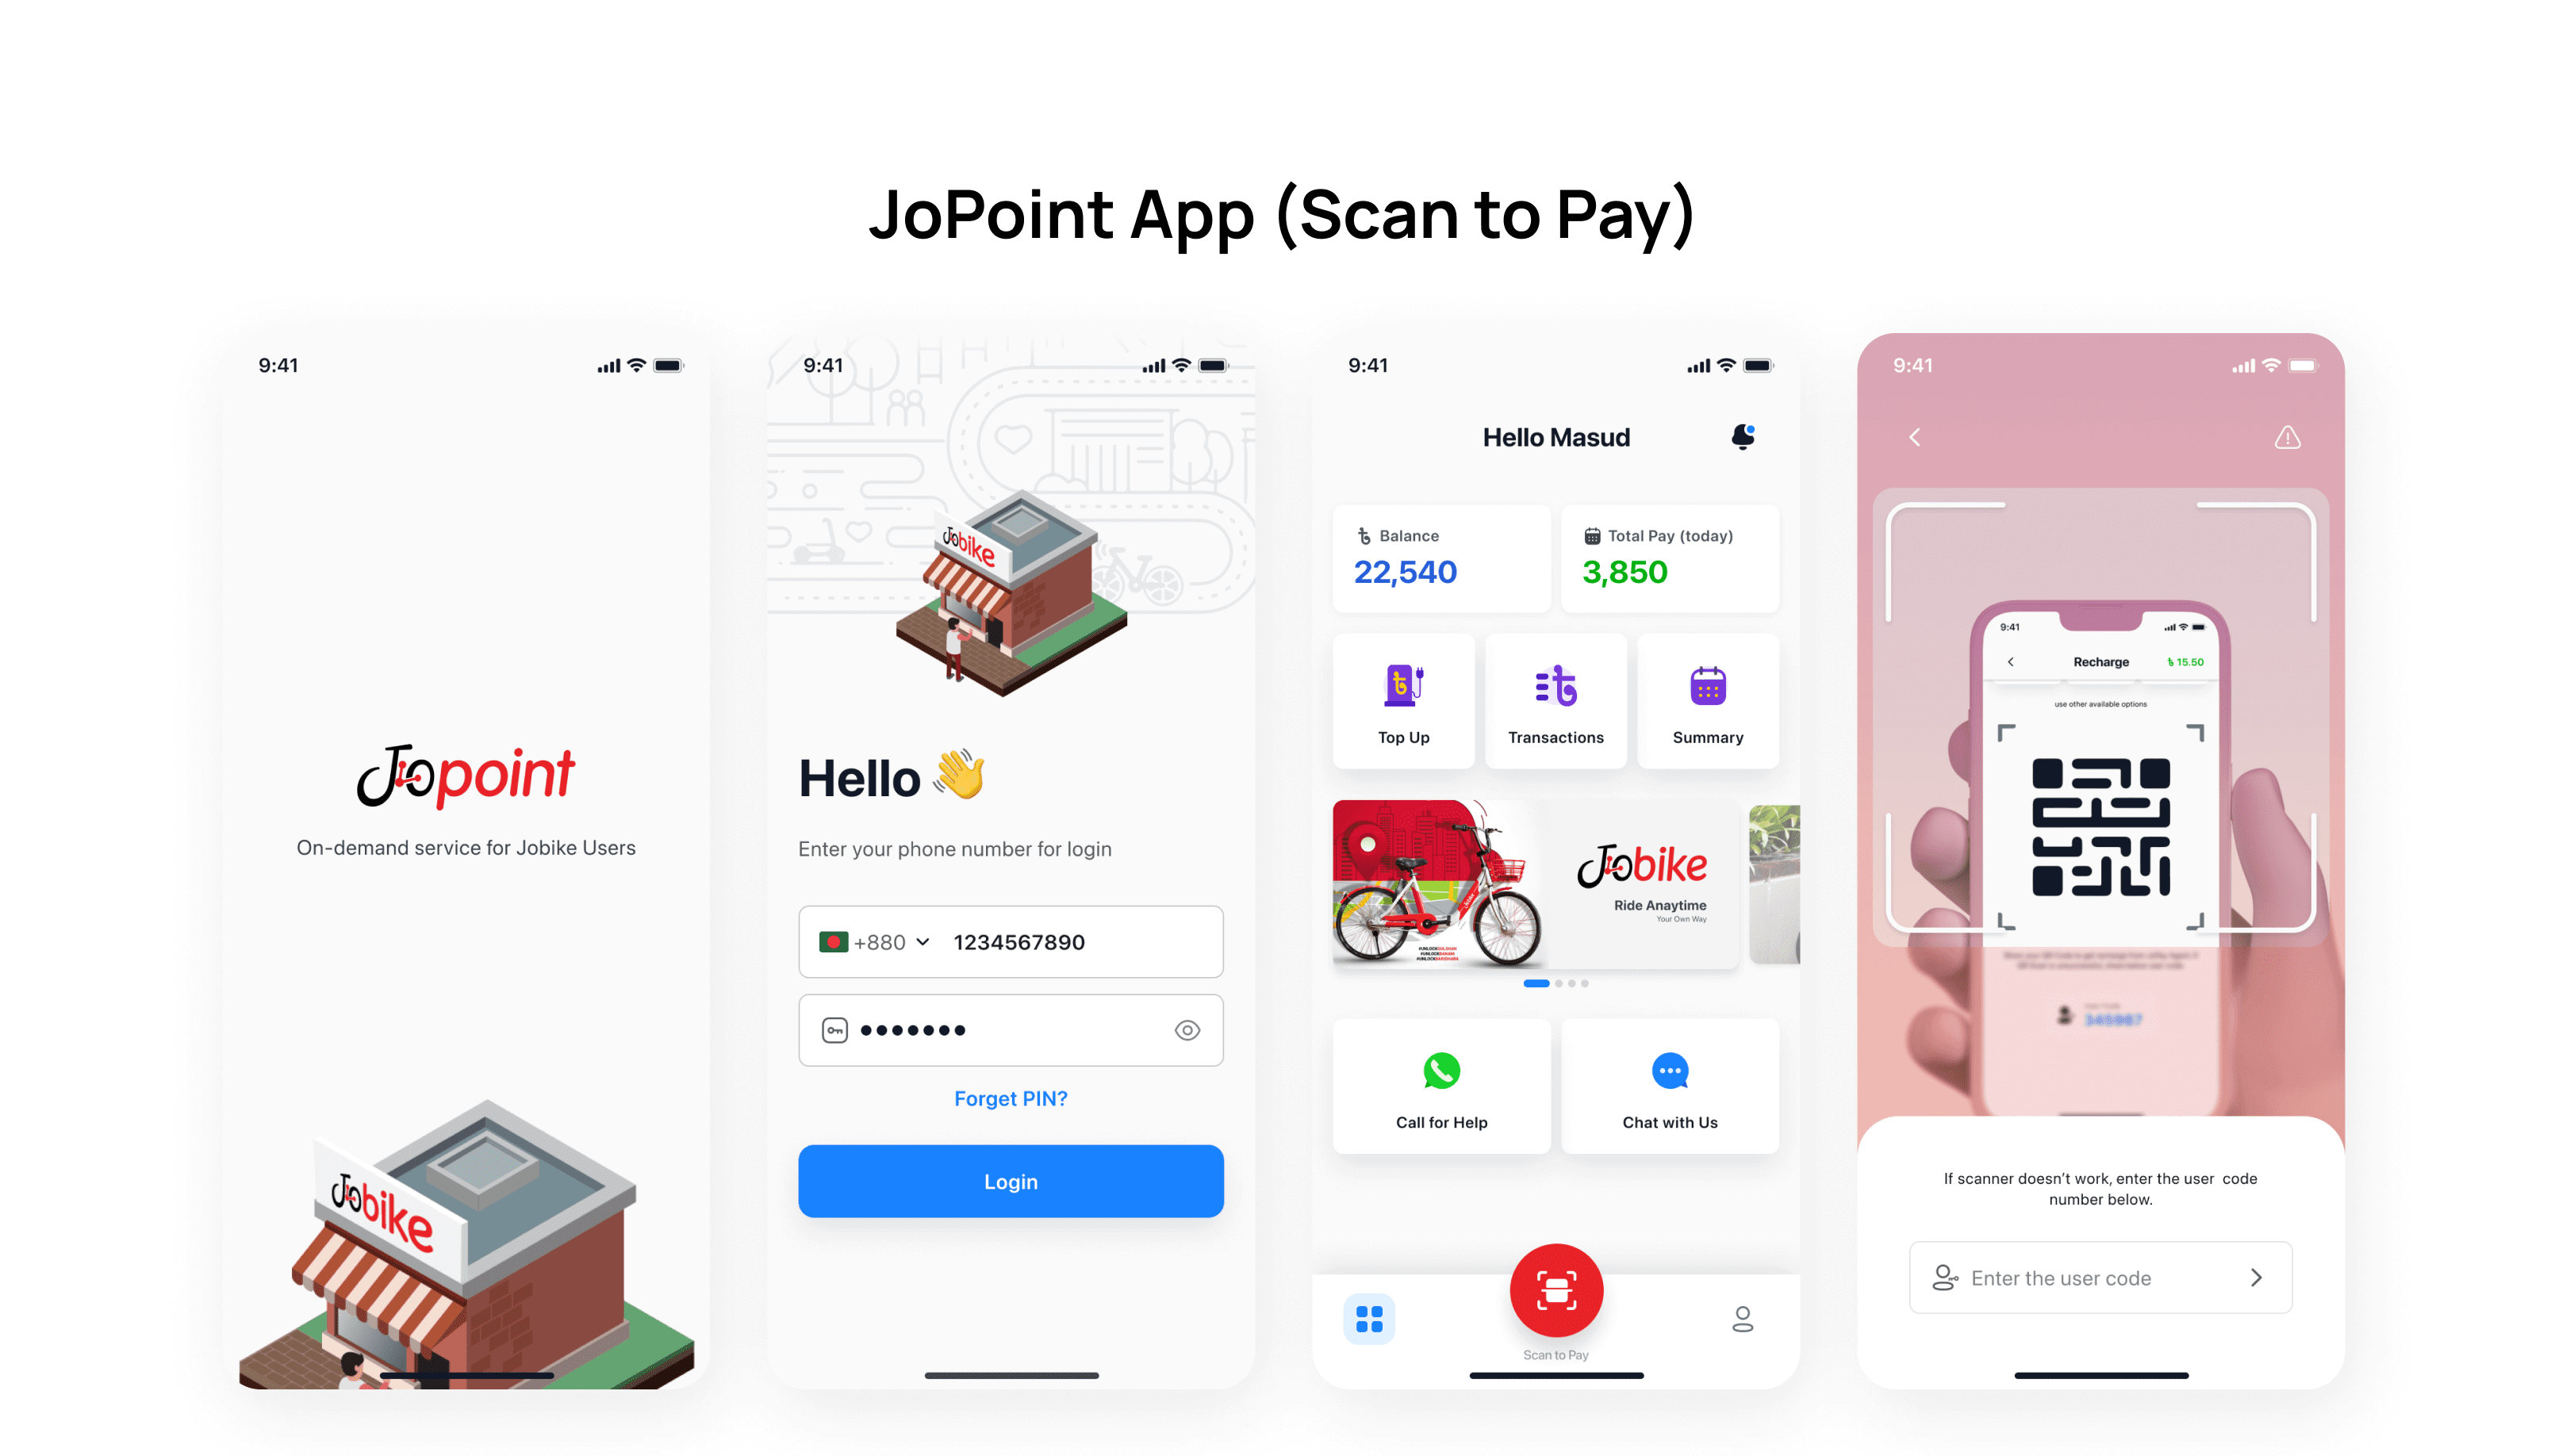 JoPoint App (Scan to Pay)
9:41
Jopoint
On-demand service for Jobike Users
Jobike
9:41
Jobike
Hello 👋
Enter your phone number for login
+880 1234567890
Forget PIN?
Login
9:41
Hello Masud
৳ Balance
22,540
Total Pay (today)
3,850
৳
Top Up
৳
Transactions
Summary
Jobike
Ride Anaytime
Your Own Way
#UNLOCKGULSHAN
#UNLOCKBANANI
#UNLOCKBARIDHARA
Call for Help
Chat with Us
Scan to Pay
9:41
9:41
Recharge
৳ 15.50
use other available options
345987
If scanner doesn't work, enter the user  code
number below.
Enter the user code